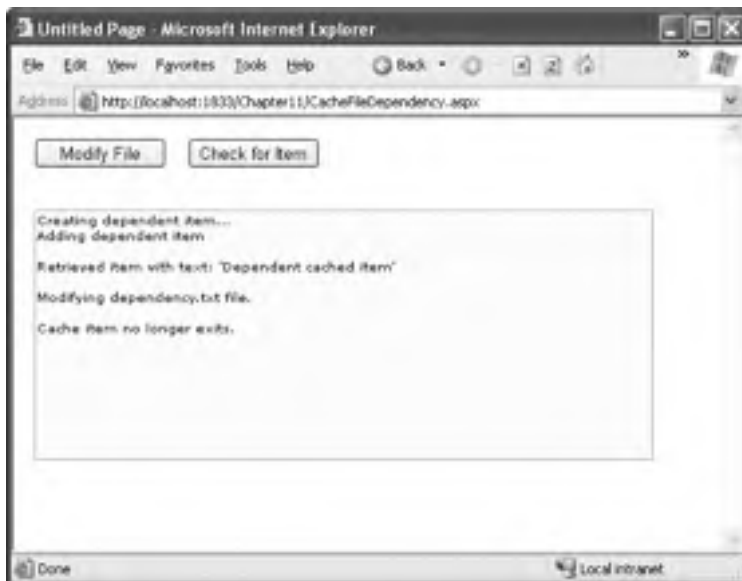 Untitled Page - Microsoft Internet Explorer
File Edit View Favorites Tools Help Back
Address http://localhost:1833/Chapter11/CacheFileDependency.aspx
Modify File Check for Item
Creating dependent item...
Adding dependent item
Retrieved item with text: 'Dependent cached item'
Modifying dependency.txt file.
Cache item no longer exits.
Done Local intranet